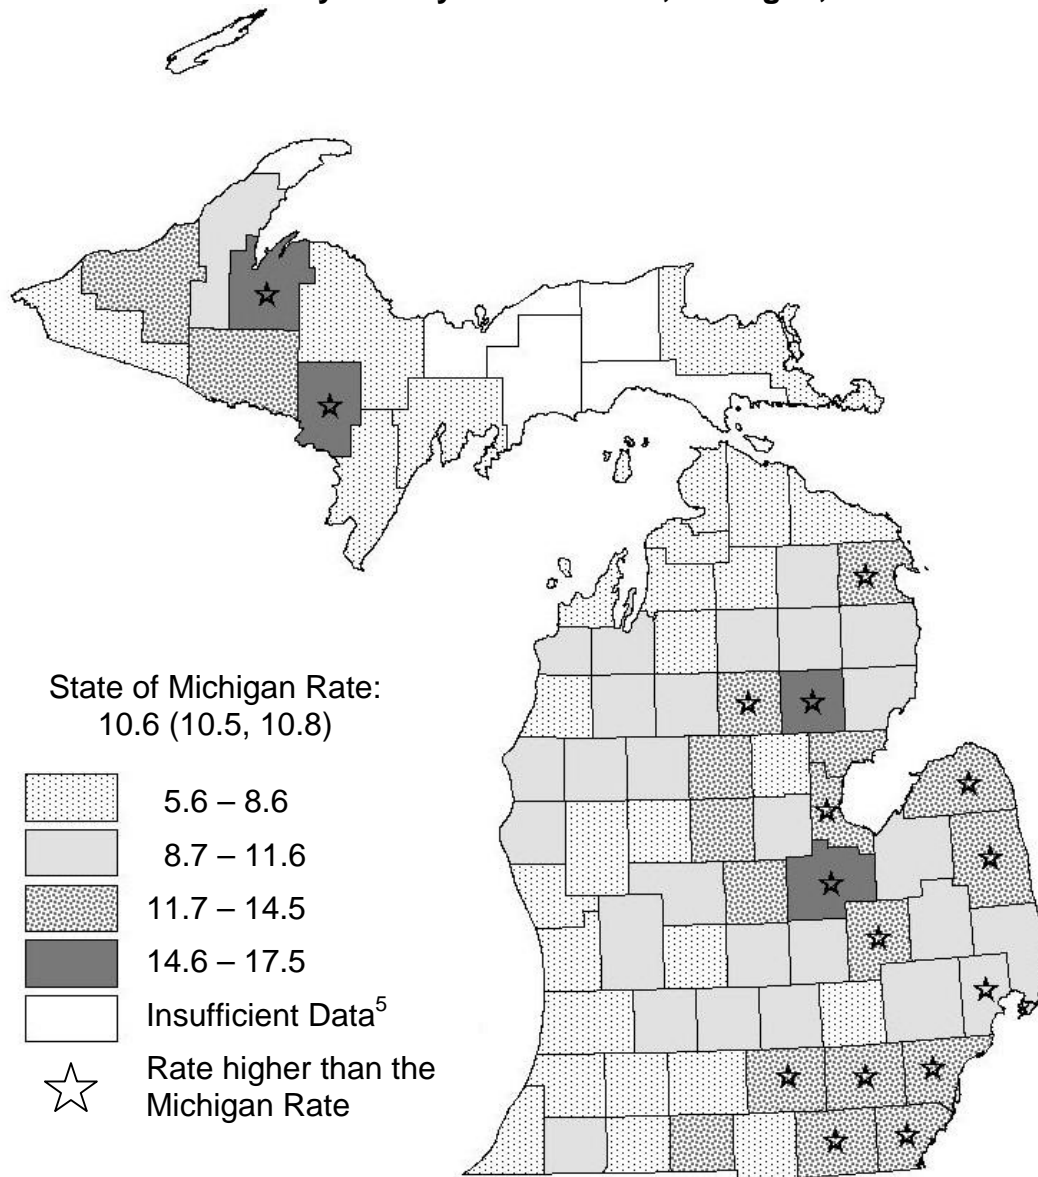 State of Michigan Rate:
10.6 (10.5, 10.8)
5.6 – 8.6
8.7 – 11.6
11.7 – 14.5
14.6 – 17.5
Insufficient Data⁵
Rate higher than the
Michigan Rate